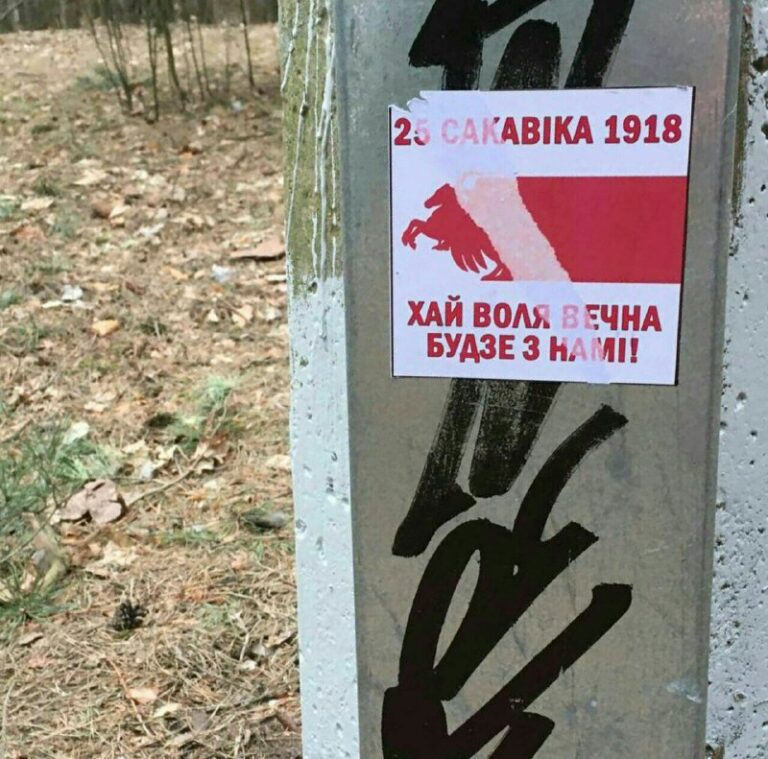 25 САКАВІКА 1918
ХАЙ ВОЛЯ ВЕЧНА
БУДЗЕ З НАМІ!